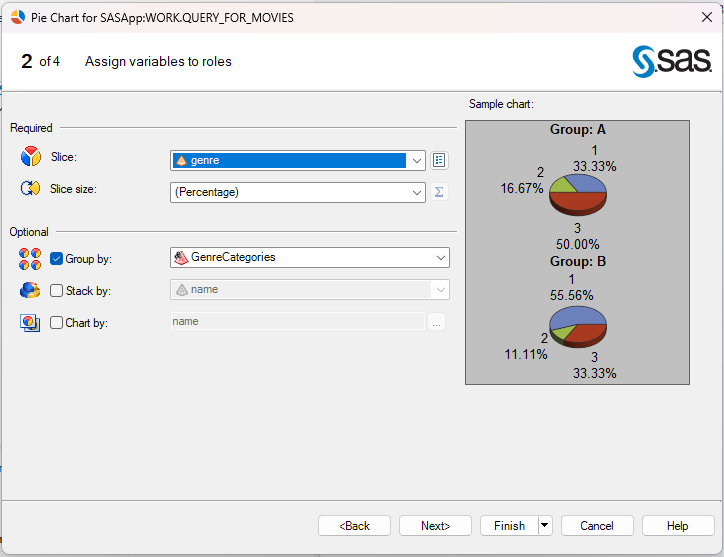 Pie Chart for SASApp:WORK.QUERY_FOR_MOVIES
2 of 4 Assign variables to roles
sas
Sample chart:
Required
Slice: genre
Slice size: (Percentage) Σ
Optional
Group by: GenreCategories
Stack by: name
Chart by: name ...
Group: A
1
33.33%
2
16.67%
3
50.00%
Group: B
1
55.56%
2
11.11%
3
33.33%
<Back Next> Finish Cancel Help